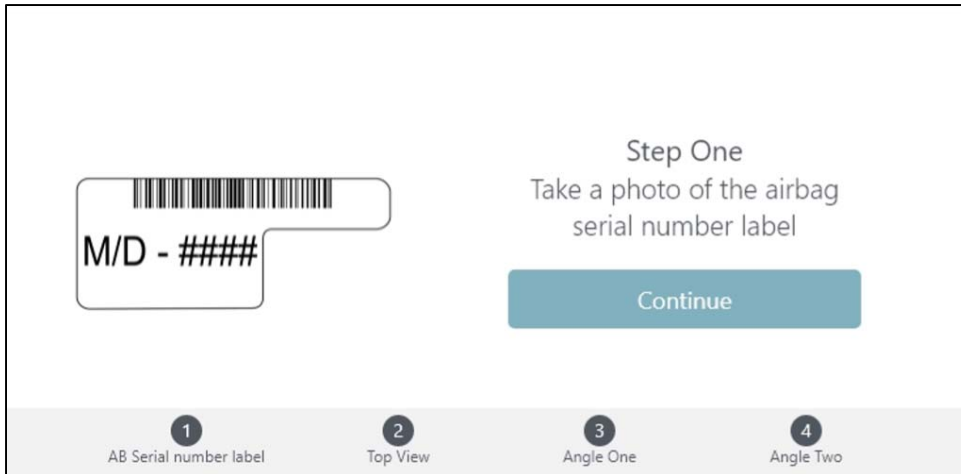 M/D - ####
Step One
Take a photo of the airbag
serial number label
Continue
1
AB Serial number label
2
Top View
3
Angle One
4
Angle Two